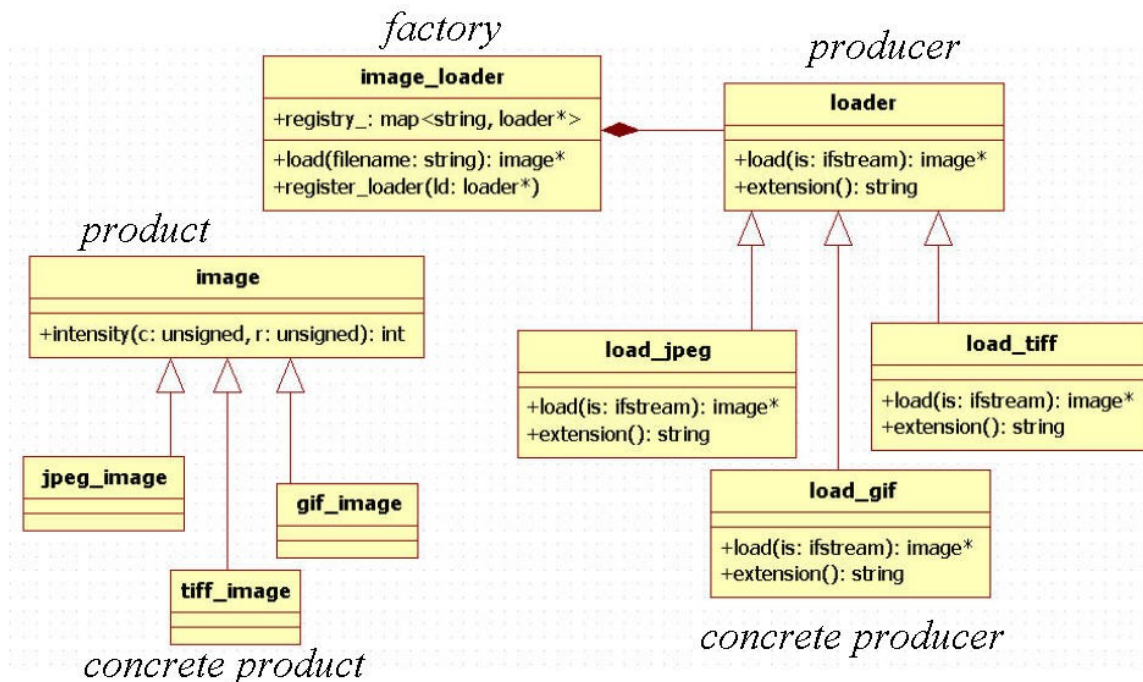 factory
image_loader
+registry_: map<string, loader*>
+load(filename: string): image*
+register_loader(ld: loader*)
producer
loader
+load(is: ifstream): image*
+extension(): string
product
image
+intensity(c: unsigned, r: unsigned): int
jpeg_image
gif_image
tiff_image
concrete product
load_jpeg
+load(is: ifstream): image*
+extension(): string
load_tiff
+load(is: ifstream): image*
+extension(): string
load_gif
+load(is: ifstream): image*
+extension(): string
concrete producer